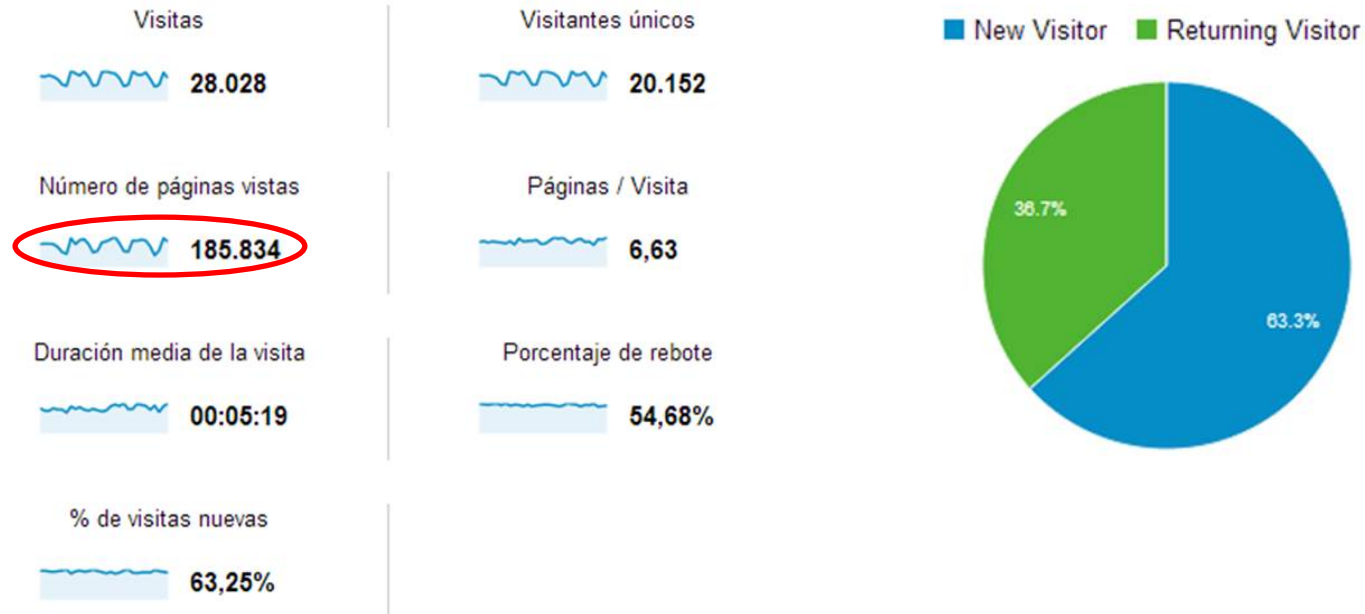 Visitas
28.028
Visitantes únicos
20.152
Número de páginas vistas
185.834
Páginas / Visita
6,63
Duración media de la visita
00:05:19
Porcentaje de rebote
54,68%
% de visitas nuevas
63,25%
New Visitor
Returning Visitor
36.7%
63.3%